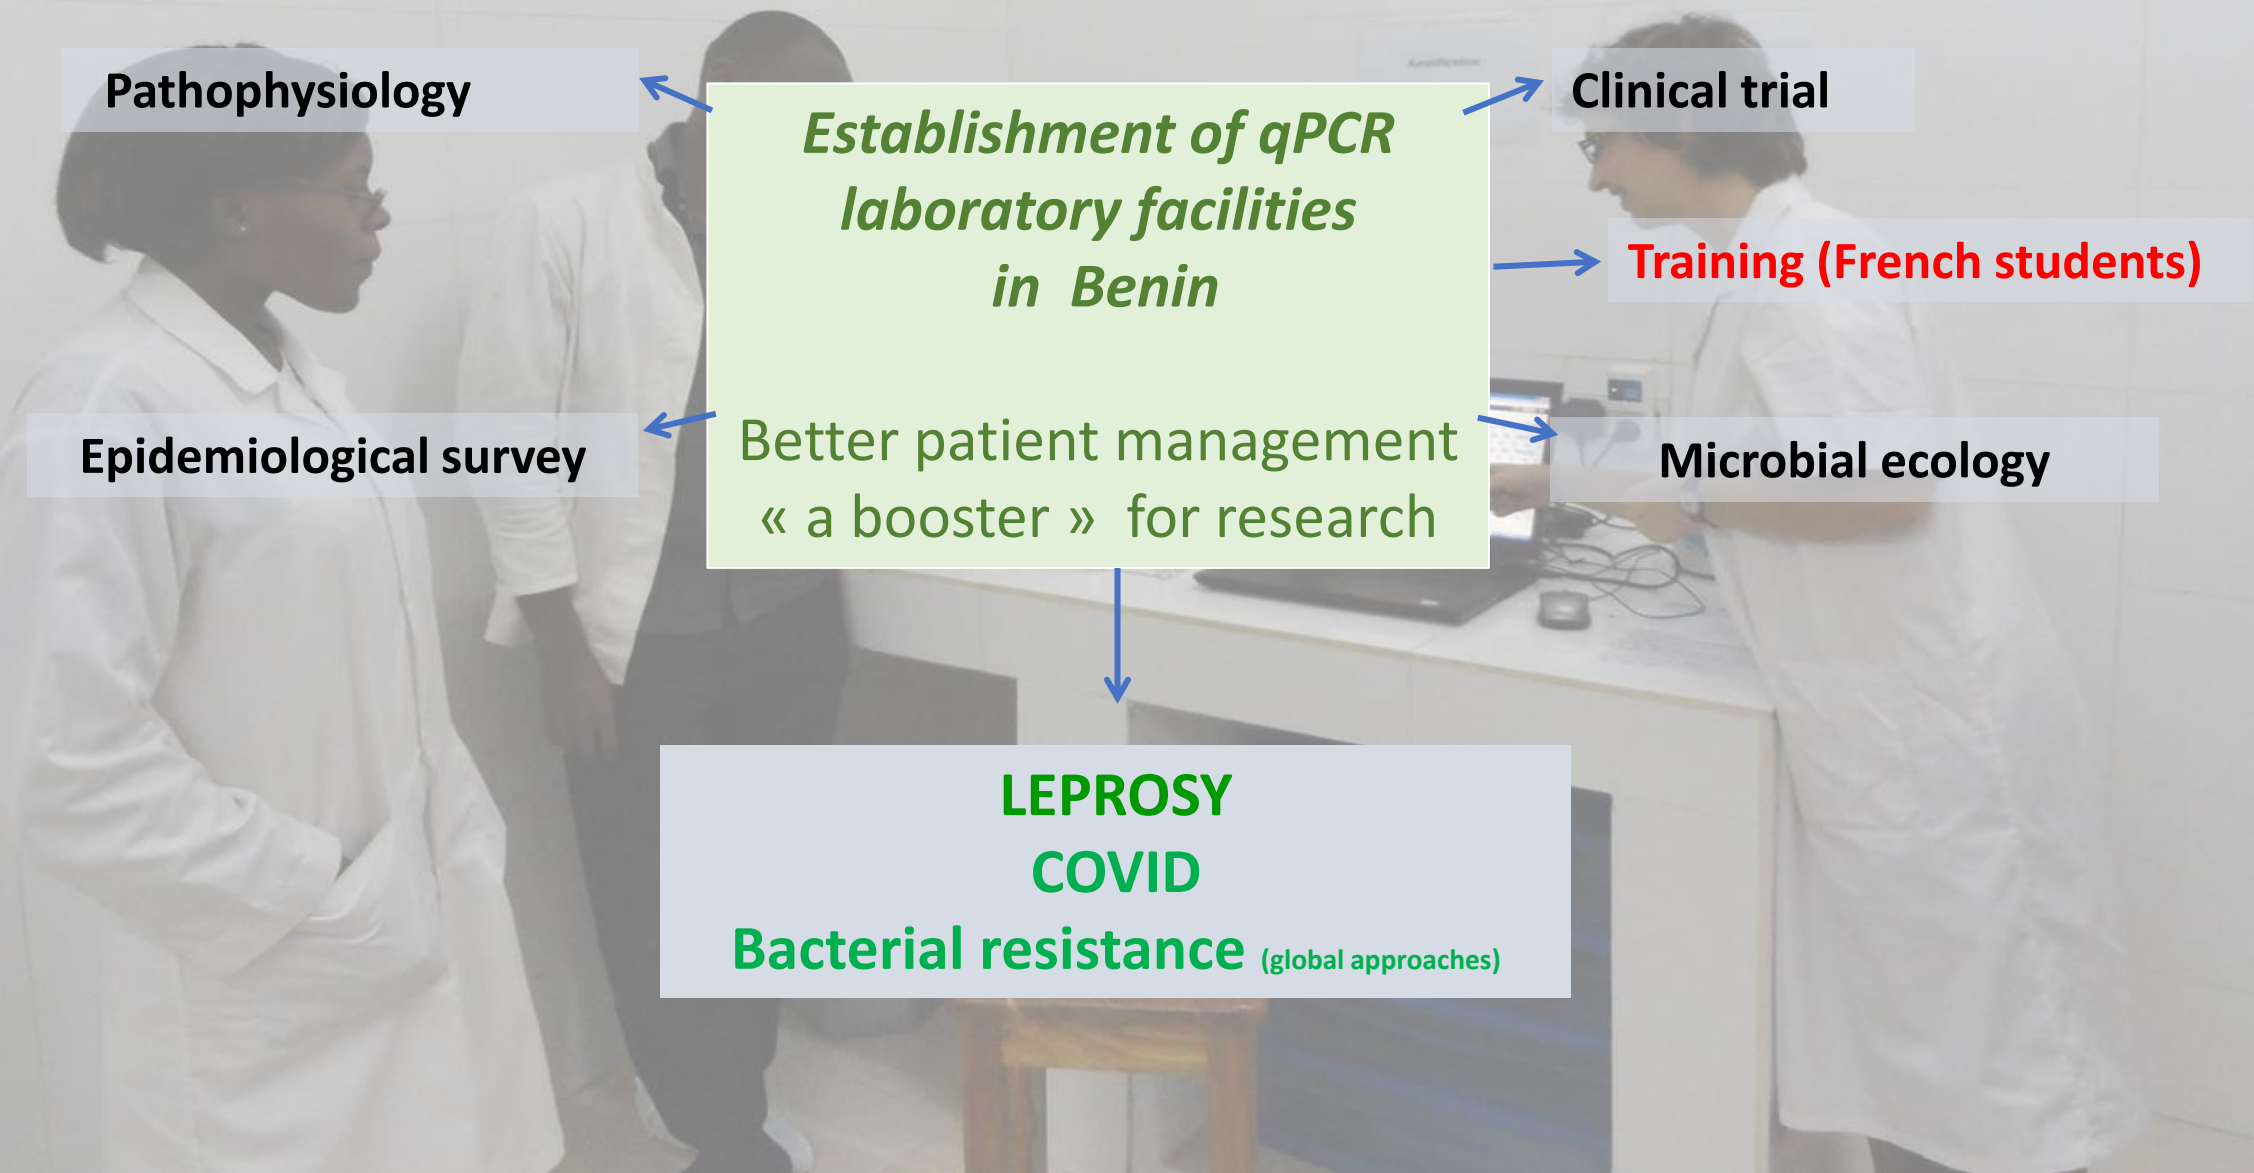 Pathophysiology
Clinical trial
Establishment of qPCR
laboratory facilities
in Benin
Training (French students)
Better patient management
« a booster » for research
Epidemiological survey
Microbial ecology
LEPROSY
COVID
Bacterial resistance (global approaches)